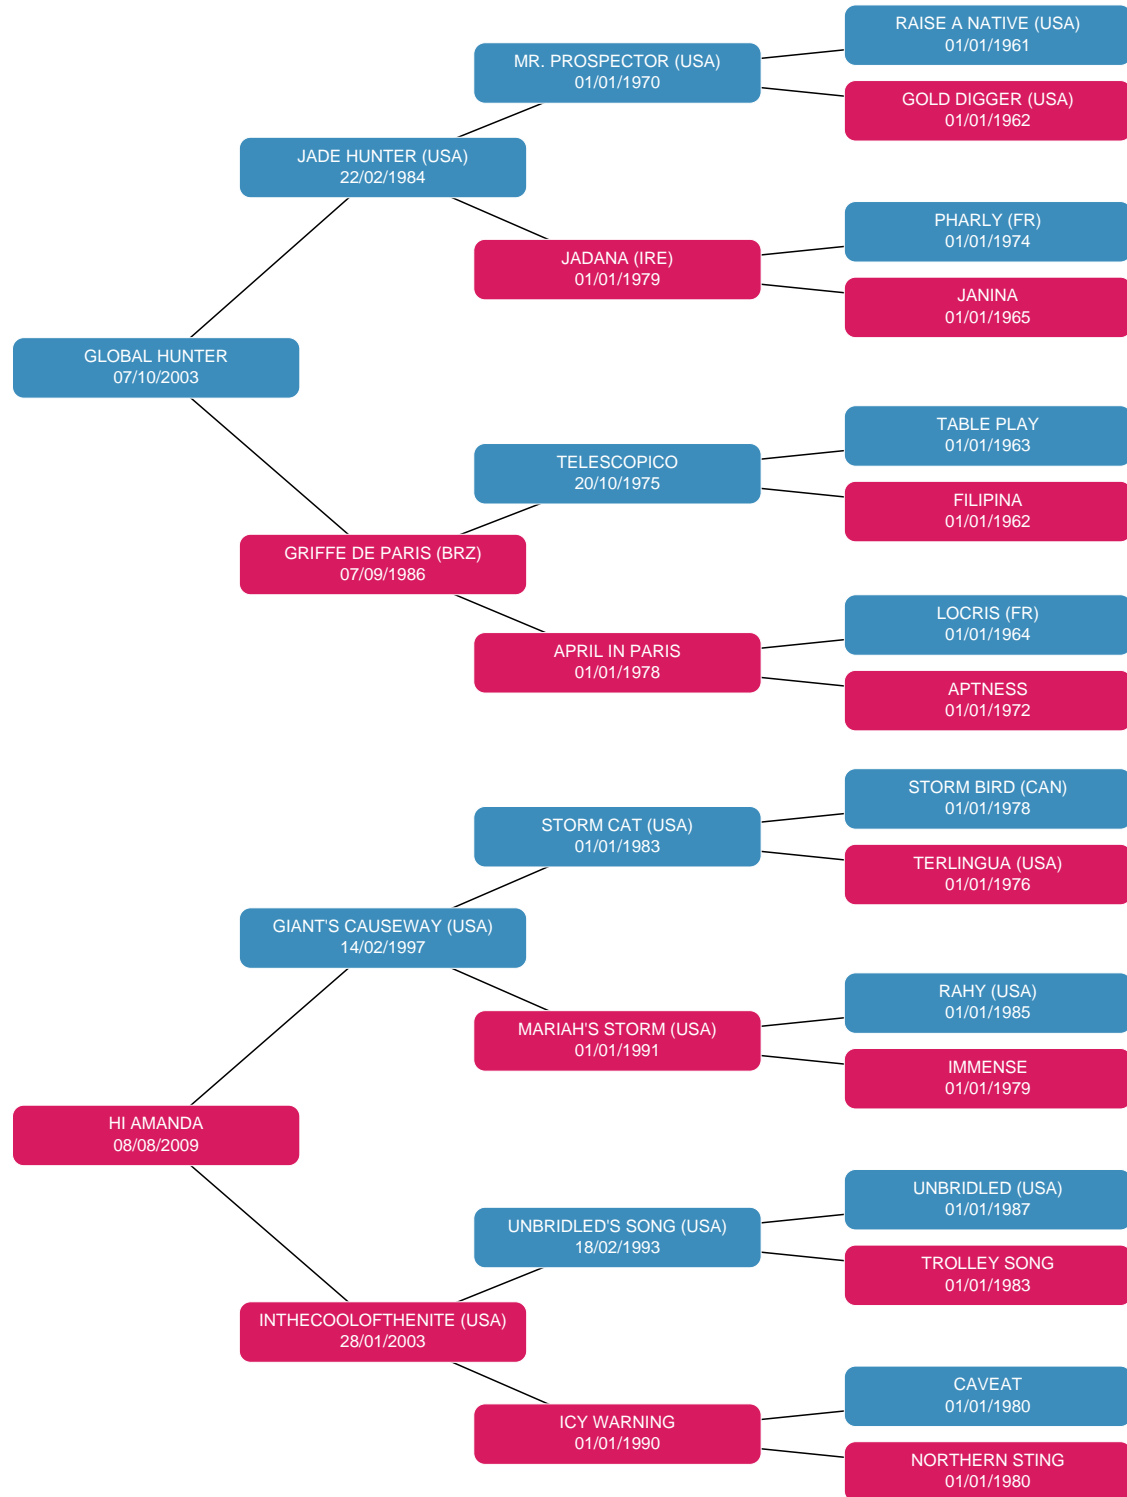 RAISE A NATIVE (USA)
01/01/1961
MR. PROSPECTOR (USA)
01/01/1970
GOLD DIGGER (USA)
01/01/1962
JADE HUNTER (USA)
22/02/1984
PHARLY (FR)
01/01/1974
JADANA (IRE)
01/01/1979
JANINA
01/01/1965
GLOBAL HUNTER
07/10/2003
TABLE PLAY
01/01/1963
TELESCOPICO
20/10/1975
FILIPINA
01/01/1962
GRIFFE DE PARIS (BRZ)
07/09/1986
LOCRIS (FR)
01/01/1964
APRIL IN PARIS
01/01/1978
APTNESS
01/01/1972
STORM BIRD (CAN)
01/01/1978
STORM CAT (USA)
01/01/1983
TERLINGUA (USA)
01/01/1976
GIANT'S CAUSEWAY (USA)
14/02/1997
RAHY (USA)
01/01/1985
MARIAH'S STORM (USA)
01/01/1991
IMMENSE
01/01/1979
HI AMANDA
08/08/2009
UNBRIDLED (USA)
01/01/1987
UNBRIDLED'S SONG (USA)
18/02/1993
TROLLEY SONG
01/01/1983
INTHECOOLOFTHENITE (USA)
28/01/2003
CAVEAT
01/01/1980
ICY WARNING
01/01/1990
NORTHERN STING
01/01/1980